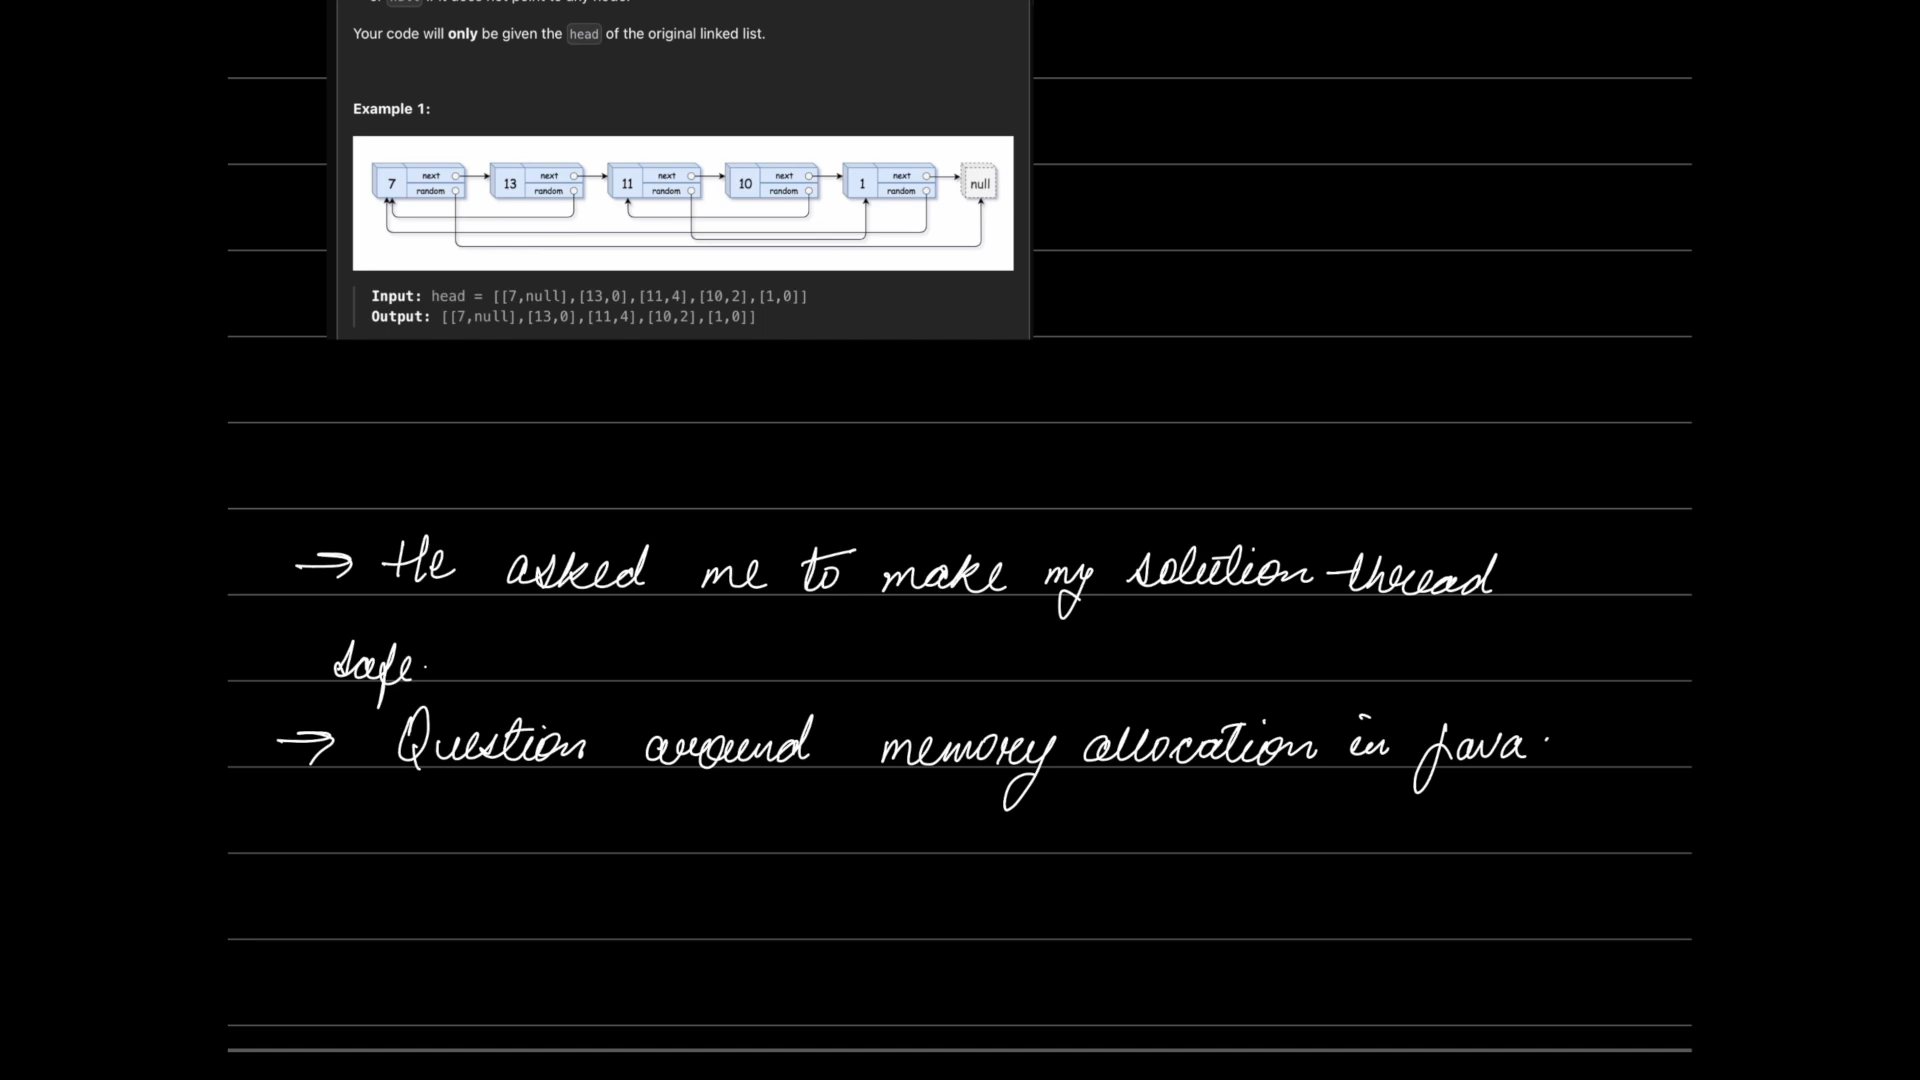 Your code will only be given the head of the original linked list.
Example 1:
7 next random 13 next random 11 next random 10 next random 1 next random null
Input: head = [[7,null],[13,0],[11,4],[10,2],[1,0]]
Output: [[7,null],[13,0],[11,4],[10,2],[1,0]]
→ He asked me to make my solution thread
safe.
→ Question around memory allocation in Java.